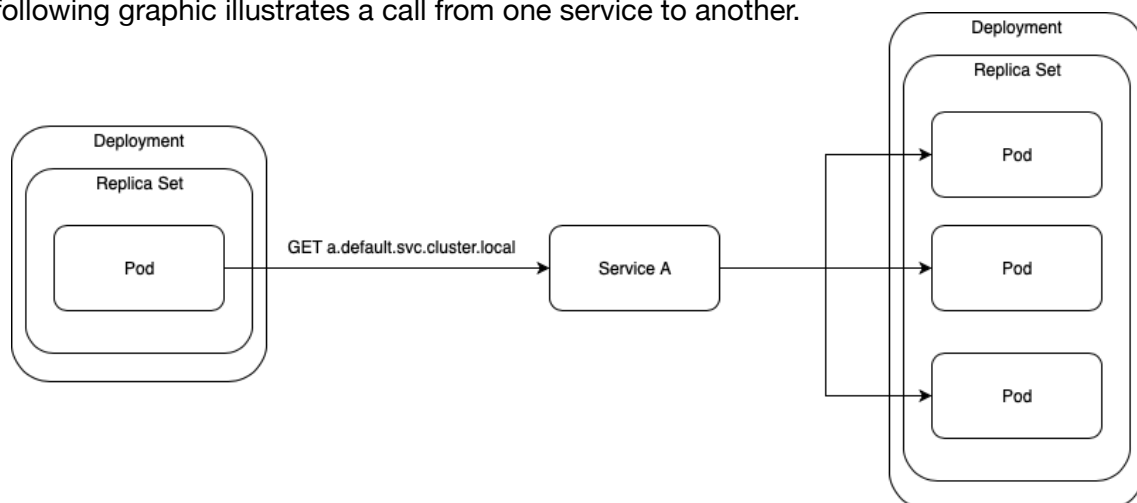 following graphic illustrates a call from one service to another.
Deployment
Replica Set
Pod
GET a.default.svc.cluster.local
Service A
Deployment
Replica Set
Pod
Pod
Pod